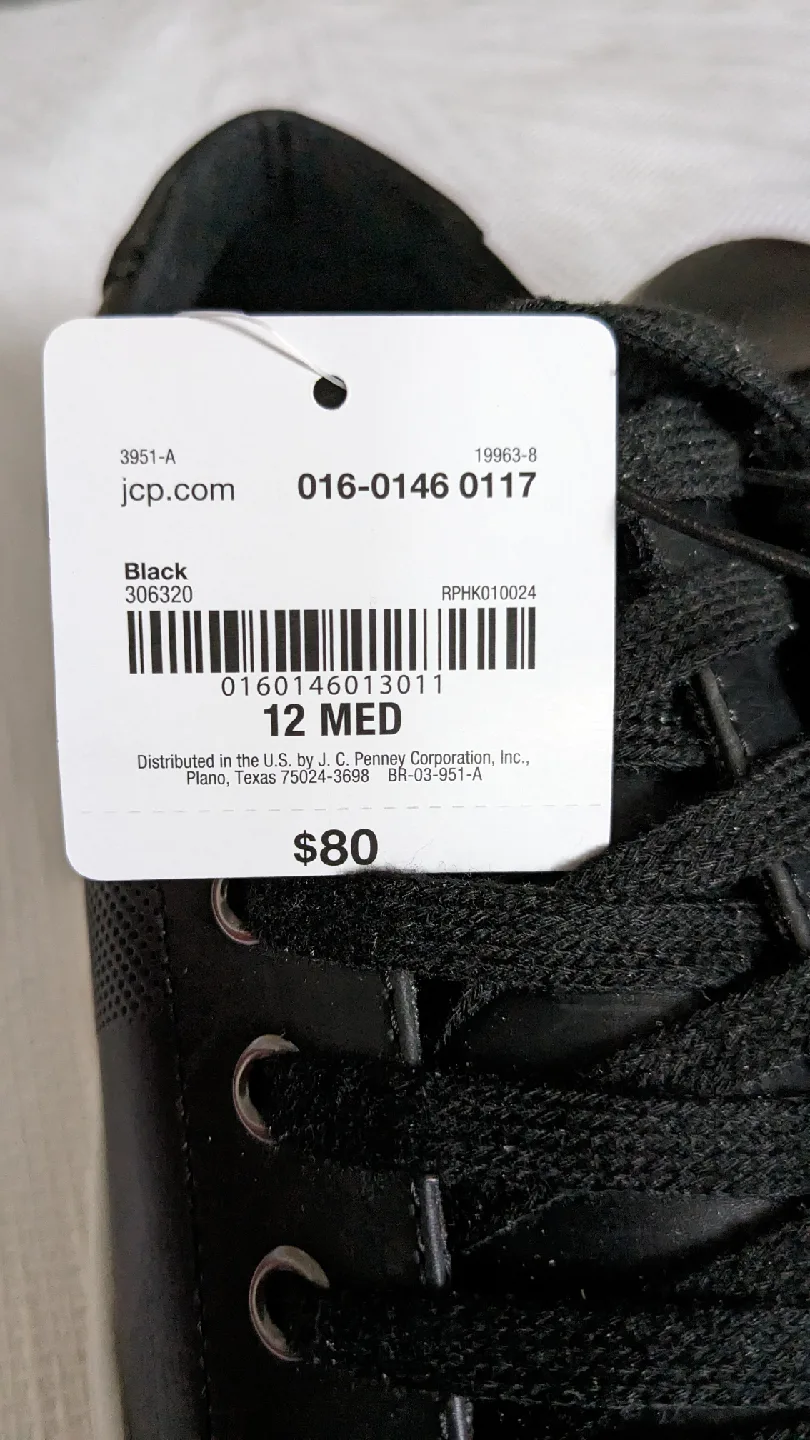 3951-A 19963-8
jcp.com 016-0146 0117
Black
306320 RPHK010024
0160146013011
12 MED
Distributed in the U.S. by J. C. Penney Corporation, Inc.,
Plano, Texas 75024-3698 BR-03-951-A
$80